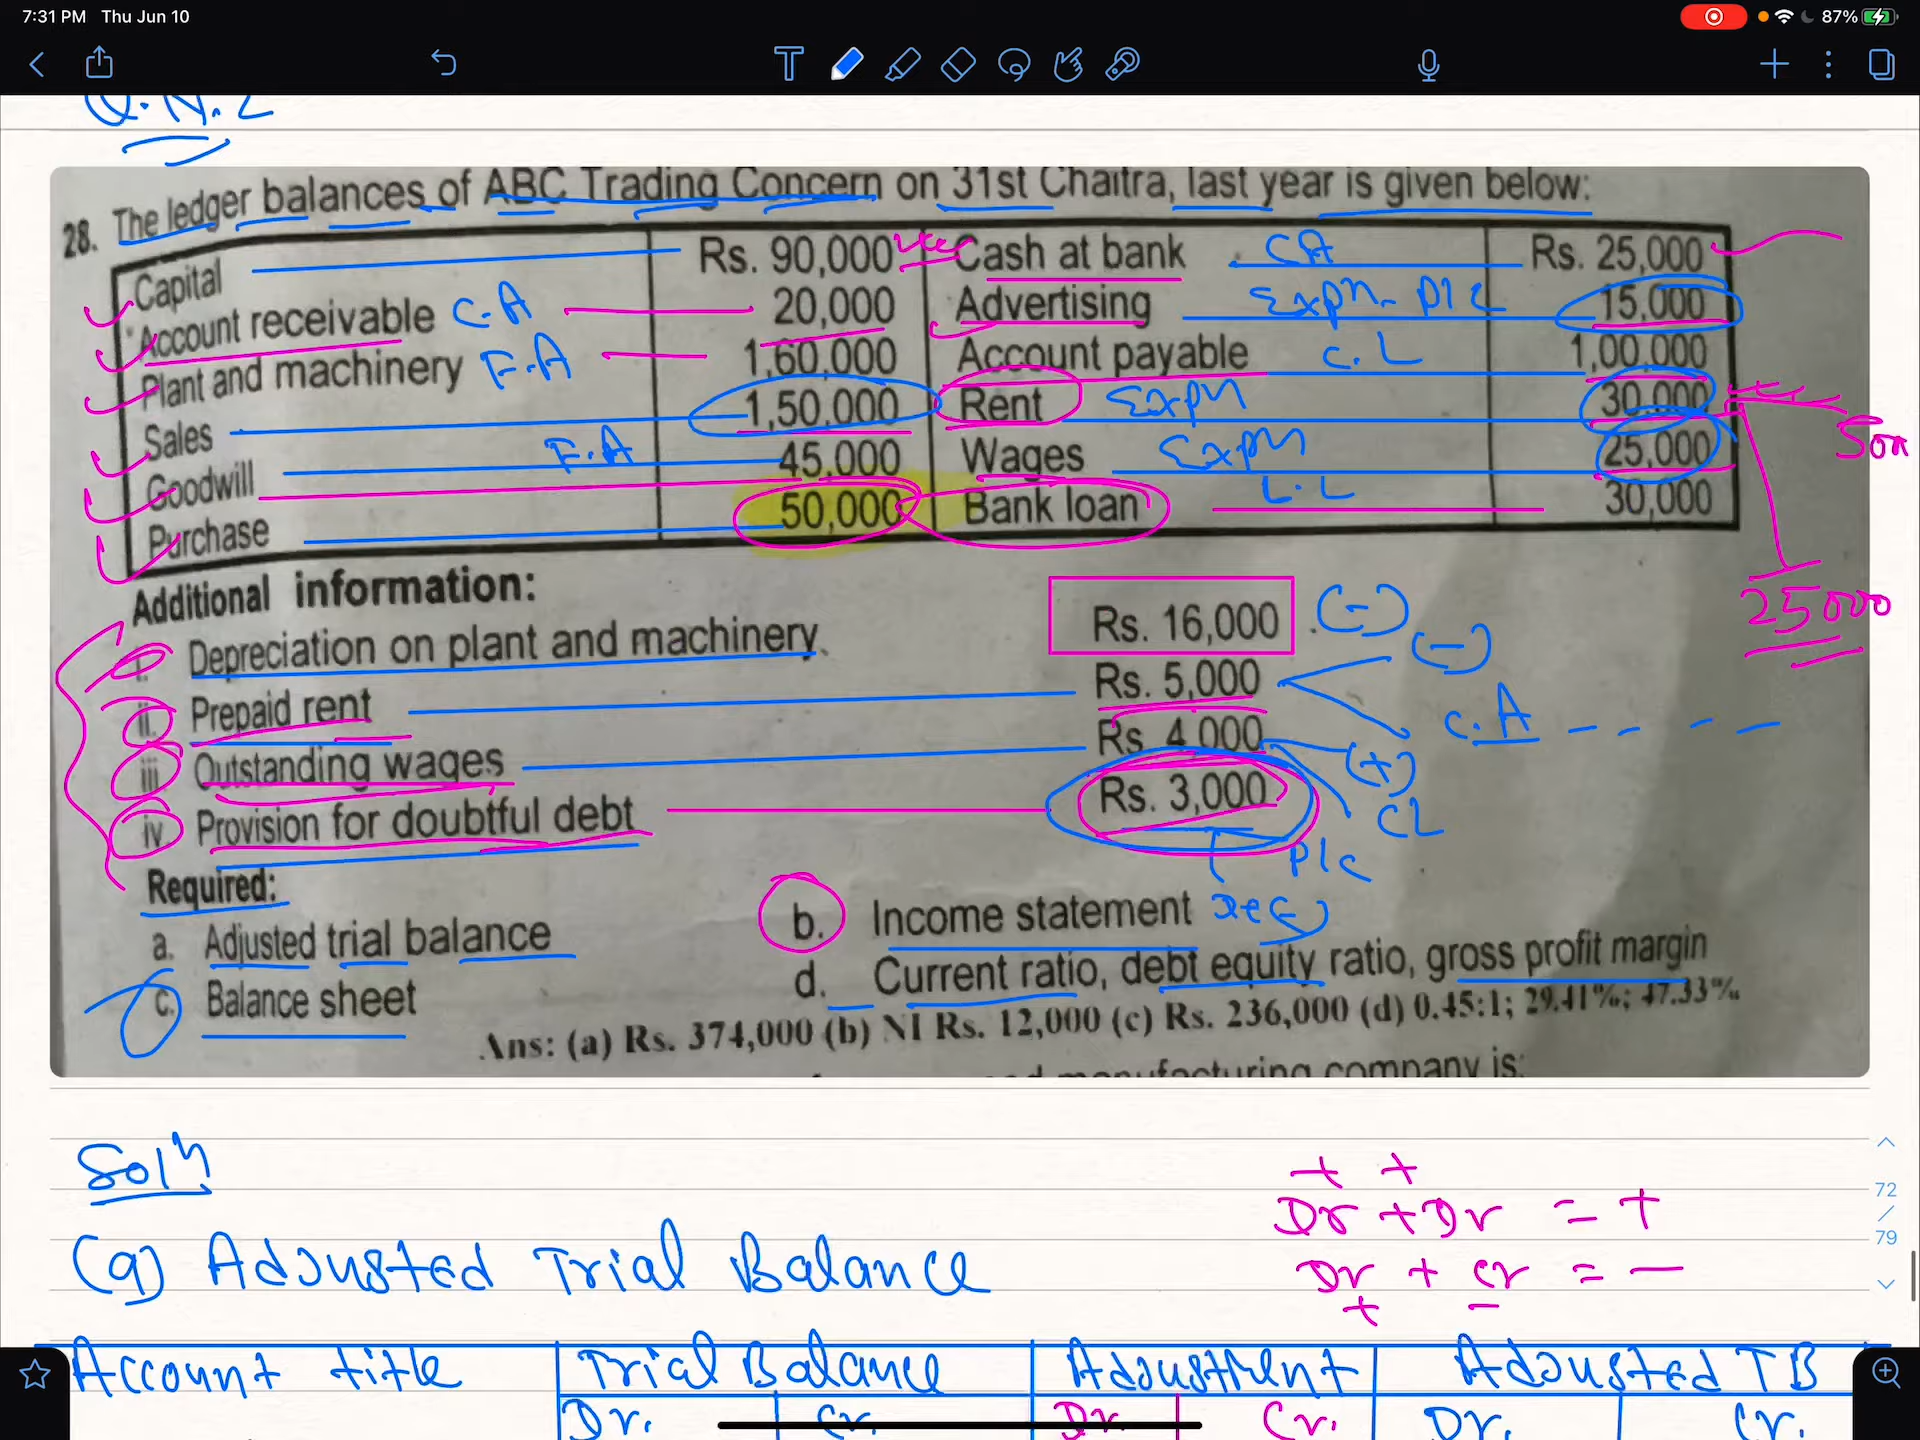 7:31 PM Thu Jun 10
87%
Q.N.2
28. The ledger balances of ABC Trading Concern on 31st Chaitra, last year is given below:
Capital Rs. 90,000 Cash at bank CA Rs. 25,000
Account receivable C.A 20,000 Advertising Expn. 15,000
Plant and machinery F.A 1,60,000 Account payable C.L 1,00,000
Sales 1,50,000 Rent Expn 30,000
Goodwill F.A 45,000 Wages Expn 25,000
Purchase 50,000 Bank loan L.L 30,000
25000
Additional information:
i. Depreciation on plant and machinery. Rs. 16,000 (-)
ii. Prepaid rent Rs. 5,000 (-) C.A
iii Outstanding wages Rs 4,000 (+) CL
iv Provision for doubtful debt Rs. 3,000
Required:
a. Adjusted trial balance b. Income statement
c. Balance sheet d. Current ratio, debt equity ratio, gross profit margin
Ans: (a) Rs. 374,000 (b) NI Rs. 12,000 (c) Rs. 236,000 (d) 0.45:1; 29.41%; 47.33%
manufacturing company is:
Soln
+ +
Dr + Dr = +
Dr + Cr = -
+ -
72
/
79
(a) Adjusted Trial Balance
Account title Trial Balance Adjustment Adjusted TB
Dr. Cr. Dr. Cr. Dr. Cr.